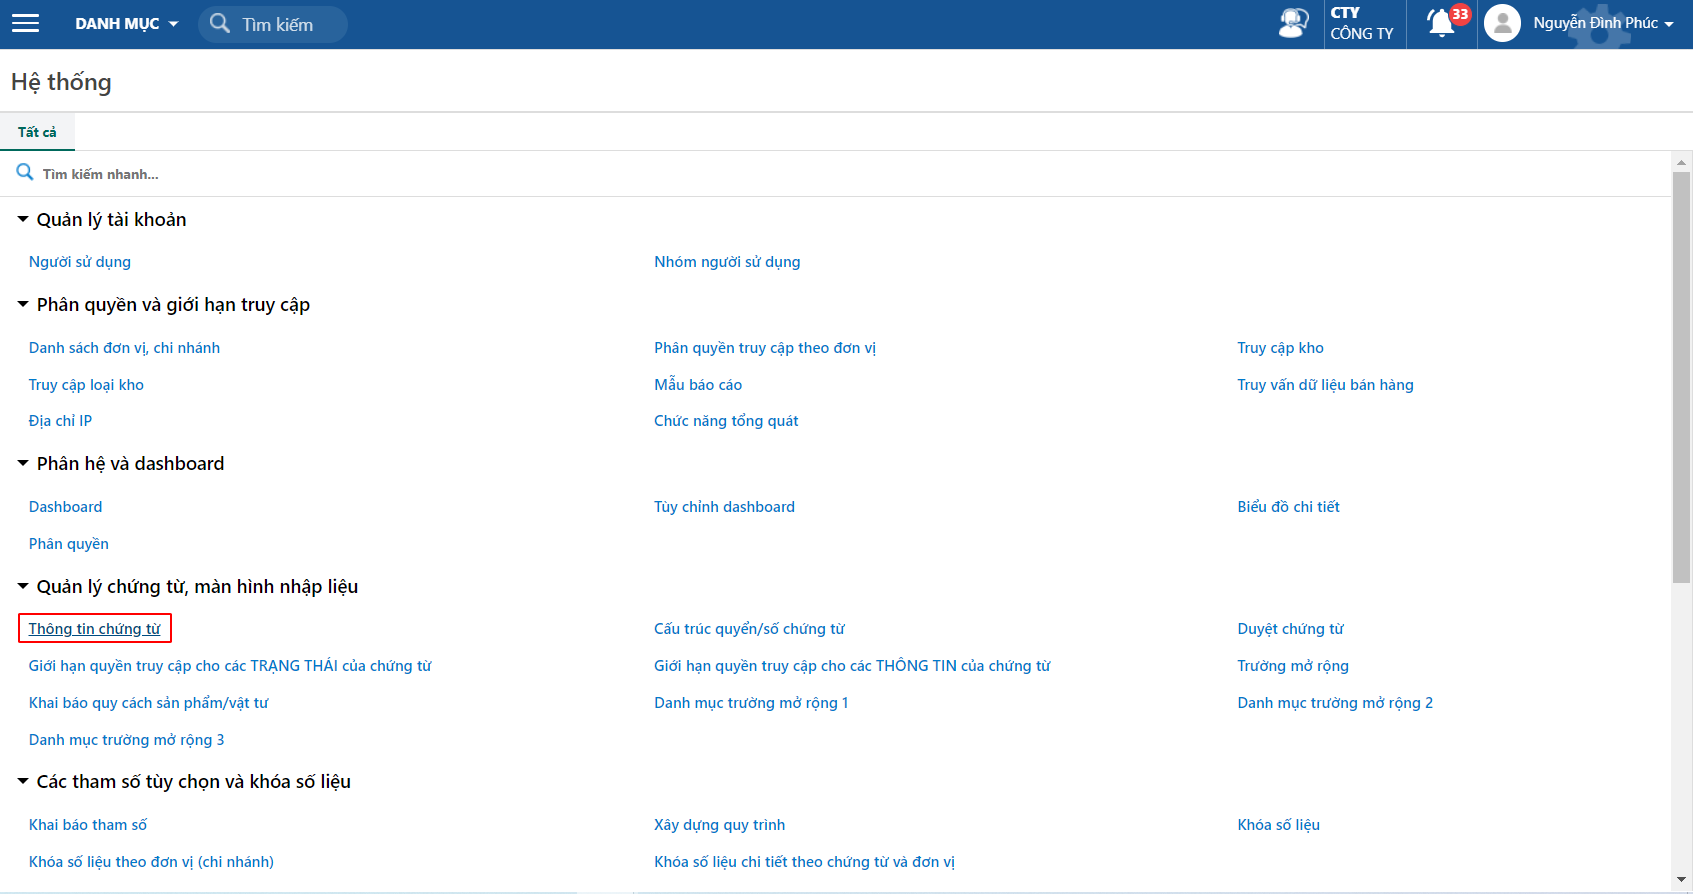 DANH MỤC
Tìm kiếm
CTY
CÔNG TY
33
Nguyễn Đình Phúc
Hệ thống
Tất cả
Tìm kiếm nhanh...
Quản lý tài khoản
Người sử dụng
Nhóm người sử dụng
Phân quyền và giới hạn truy cập
Danh sách đơn vị, chi nhánh
Phân quyền truy cập theo đơn vị
Truy cập kho
Truy cập loại kho
Mẫu báo cáo
Truy vấn dữ liệu bán hàng
Địa chỉ IP
Chức năng tổng quát
Phân hệ và dashboard
Dashboard
Tùy chỉnh dashboard
Biểu đồ chi tiết
Phân quyền
Quản lý chứng từ, màn hình nhập liệu
Thông tin chứng từ
Cấu trúc quyển/số chứng từ
Duyệt chứng từ
Giới hạn quyền truy cập cho các TRẠNG THÁI của chứng từ
Giới hạn quyền truy cập cho các THÔNG TIN của chứng từ
Trường mở rộng
Khai báo quy cách sản phẩm/vật tư
Danh mục trường mở rộng 1
Danh mục trường mở rộng 2
Danh mục trường mở rộng 3
Các tham số tùy chọn và khóa số liệu
Khai báo tham số
Xây dựng quy trình
Khóa số liệu
Khóa số liệu theo đơn vị (chi nhánh)
Khóa số liệu chi tiết theo chứng từ và đơn vị